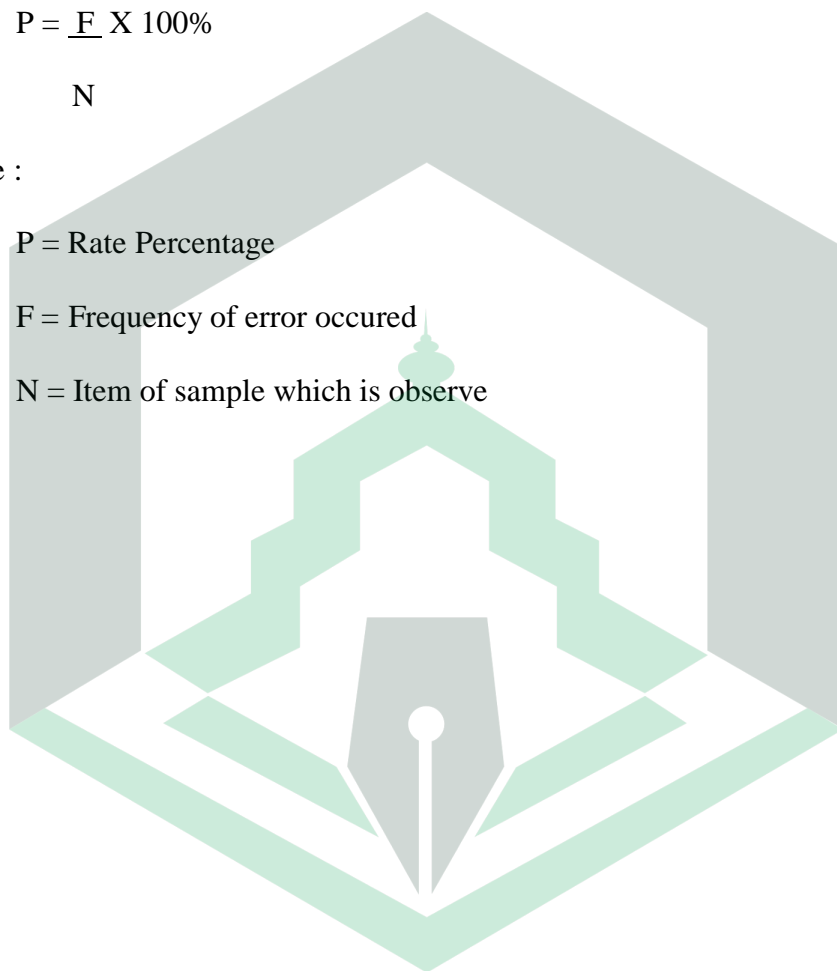 P = F X 100%
N
e :
P = Rate Percentage
F = Frequency of error occured
N = Item of sample which is observe